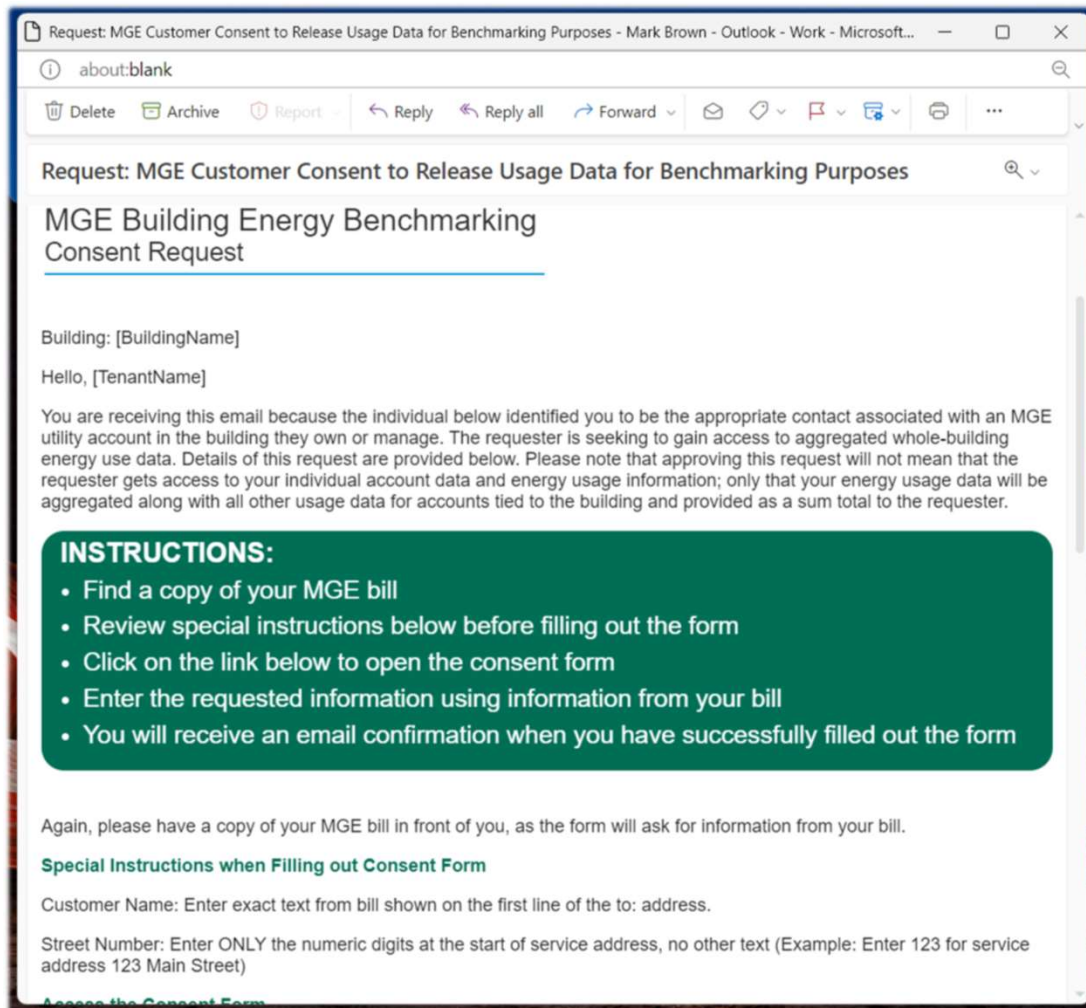 Request: MGE Customer Consent to Release Usage Data for Benchmarking Purposes - Mark Brown - Outlook - Work - Microsoft...
about:blank
Delete Archive Report Reply Reply all Forward ...
Request: MGE Customer Consent to Release Usage Data for Benchmarking Purposes
MGE Building Energy Benchmarking
Consent Request
Building: [BuildingName]
Hello, [TenantName]
You are receiving this email because the individual below identified you to be the appropriate contact associated with an MGE
utility account in the building they own or manage. The requester is seeking to gain access to aggregated whole-building
energy use data. Details of this request are provided below. Please note that approving this request will not mean that the
requester gets access to your individual account data and energy usage information; only that your energy usage data will be
aggregated along with all other usage data for accounts tied to the building and provided as a sum total to the requester.
INSTRUCTIONS:
• Find a copy of your MGE bill
• Review special instructions below before filling out the form
• Click on the link below to open the consent form
• Enter the requested information using information from your bill
• You will receive an email confirmation when you have successfully filled out the form
Again, please have a copy of your MGE bill in front of you, as the form will ask for information from your bill.
Special Instructions when Filling out Consent Form
Customer Name: Enter exact text from bill shown on the first line of the to: address.
Street Number: Enter ONLY the numeric digits at the start of service address, no other text (Example: Enter 123 for service
address 123 Main Street)
Access the Consent Form